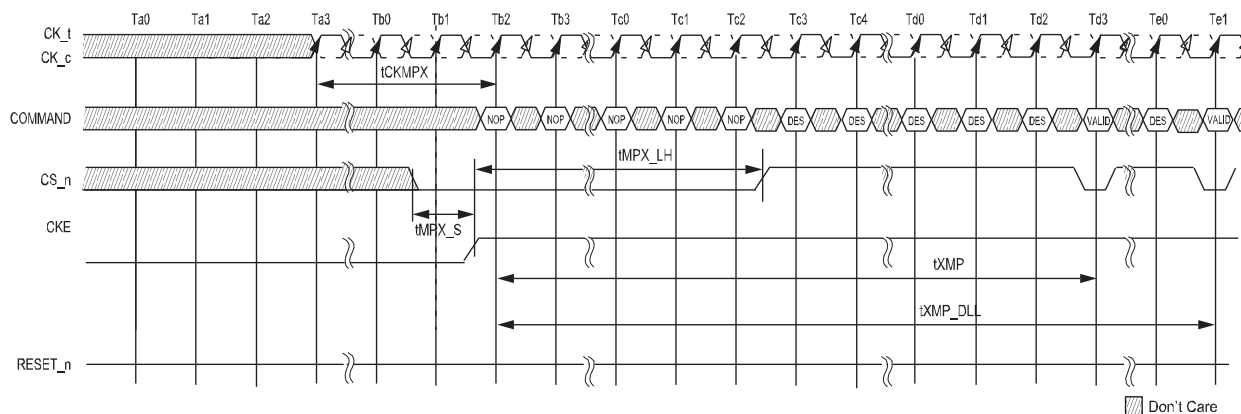 Ta0 Ta1 Ta2 Ta3 Tb0 Tb1 Tb2 Tb3 Tc0 Tc1 Tc2 Tc3 Tc4 Td0 Td1 Td2 Td3 Te0 Te1
CK_t
CK_c
tCKMPX
COMMAND NOP NOP NOP NOP NOP DES DES DES DES DES VALID DES VALID
tMPX_LH
CS_n
tMPX_S
CKE
tXMP
tXMP_DLL
RESET_n
Don't Care